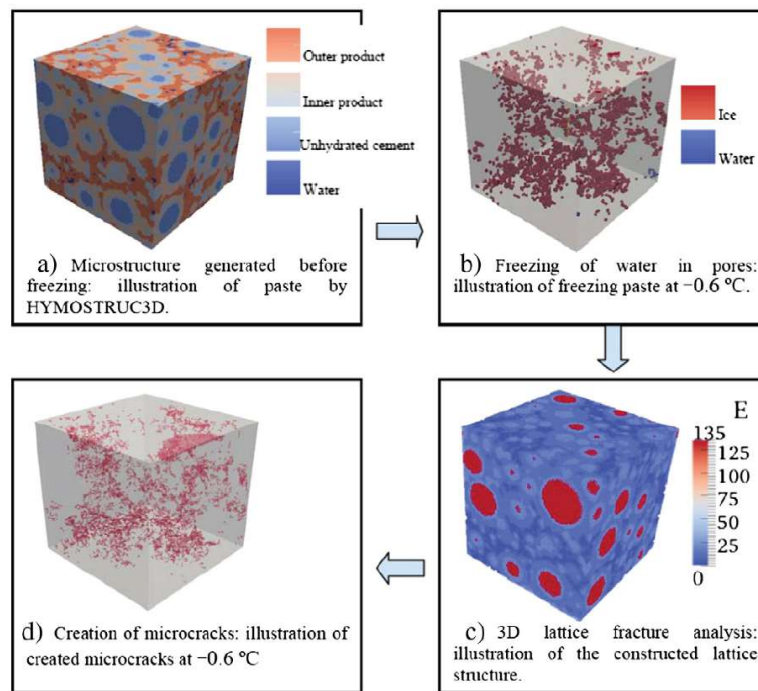 Outer product
Inner product
Unhydrated cement
Water
a) Microstructure generated before
freezing: illustration of paste by
HYMOSTRUC3D.
Ice
Water
b) Freezing of water in pores:
illustration of freezing paste at −0.6 °C.
E
135
125
100
75
50
25
0
c) 3D lattice fracture analysis:
illustration of the constructed lattice
structure.
d) Creation of microcracks: illustration of
created microcracks at −0.6 °C